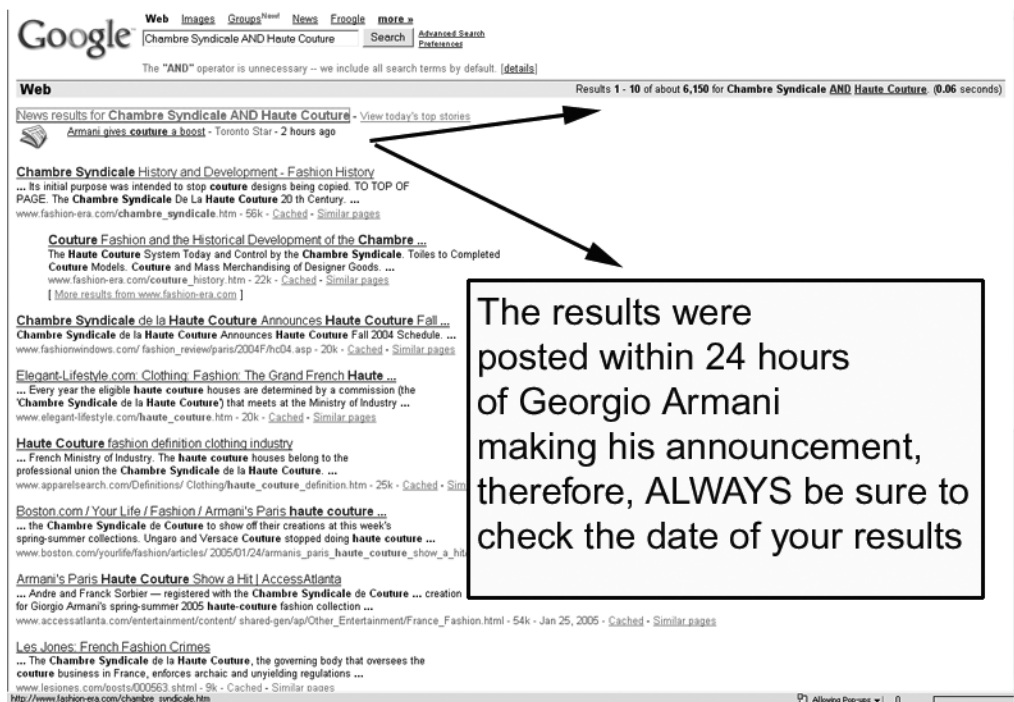 Google
Web Images Groups New! News Froogle more »
Chambre Syndicale AND Haute Couture Search Advanced Search
Preferences
The "AND" operator is unnecessary -- we include all search terms by default. [details]
Web Results 1 - 10 of about 6,150 for Chambre Syndicale AND Haute Couture. (0.06 seconds)
News results for Chambre Syndicale AND Haute Couture - View today's top stories
Armani gives couture a boost - Toronto Star - 2 hours ago
Chambre Syndicale History and Development - Fashion History
... Its initial purpose was intended to stop couture designs being copied. TO TOP OF
PAGE. The Chambre Syndicale De La Haute Couture 20 th Century. ...
www.fashion-era.com/chambre_syndicale.htm - 56k - Cached - Similar pages
Couture Fashion and the Historical Development of the Chambre ...
The Haute Couture System Today and Control by the Chambre Syndicale. Toiles to Completed
Couture Models. Couture and Mass Merchandising of Designer Goods. ...
www.fashion-era.com/couture_history.htm - 22k - Cached - Similar pages
[ More results from www.fashion-era.com ]
Chambre Syndicale de la Haute Couture Announces Haute Couture Fall ...
Chambre Syndicale de la Haute Couture Announces Haute Couture Fall 2004 Schedule. ...
www.fashionwindows.com/ fashion_review/paris/2004F/hc04.asp - 20k - Cached - Similar pages
Elegant-Lifestyle.com: Clothing: Fashion: The Grand French Haute ...
... Every year the eligible haute couture houses are determined by a commission (the
'Chambre Syndicale de la Haute Couture') that meets at the Ministry of Industry ...
www.elegant-lifestyle.com/haute_couture.htm - 20k - Cached - Similar pages
Haute Couture fashion definition clothing industry
... French Ministry of Industry. The haute couture houses belong to the
professional union the Chambre Syndicale de la Haute Couture. ...
www.apparelsearch.com/Definitions/ Clothing/haute_couture_definition.htm - 25k - Cached - Sim
Boston.com / Your Life / Fashion / Armani's Paris haute couture ...
... the Chambre Syndicale de Couture to show off their creations at this week's
spring-summer collections. Ungaro and Versace Couture stopped doing haute couture ...
www.boston.com/yourlife/fashion/articles/ 2005/01/24/armanis_paris_haute_couture_show_a_hit/
Armani's Paris Haute Couture Show a Hit | AccessAtlanta
... Andre and Franck Sorbier — registered with the Chambre Syndicale de Couture ... creation
for Giorgio Armani's spring-summer 2005 haute-couture fashion collection ...
www.accessatlanta.com/entertainment/content/ shared-gen/ap/Other_Entertainment/France_Fashion.html - 54k - Jan 25, 2005 - Cached - Similar pages
Les Jones: French Fashion Crimes
... The Chambre Syndicale de la Haute Couture, the governing body that oversees the
couture business in France, enforces archaic and unyielding regulations ...
www.lesjones.com/posts/000563.shtml - 9k - Cached - Similar pages
http://www.fashion-era.com/chambre_syndicale.htm Allowing Pop-ups 0
The results were
posted within 24 hours
of Georgio Armani
making his announcement,
therefore, ALWAYS be sure to
check the date of your results